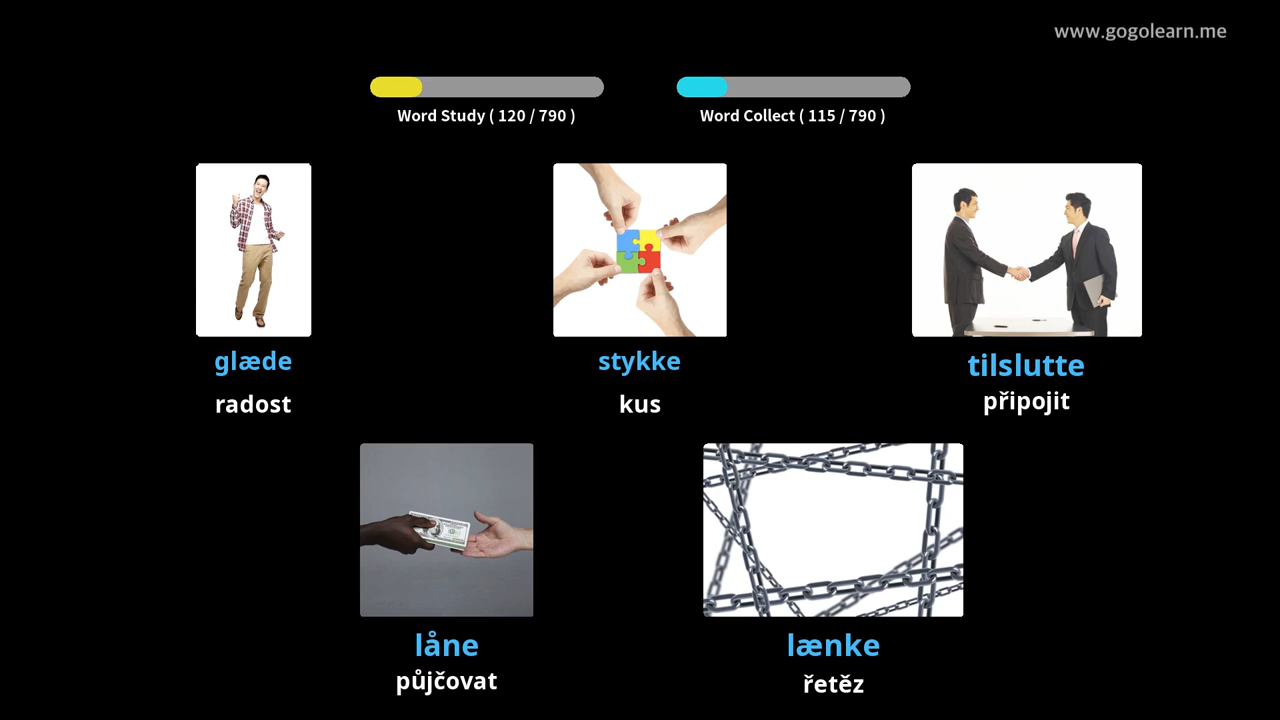 www.gogolearn.me
Word Study ( 120 / 790 )
Word Collect ( 115 / 790 )
glæde
radost
stykke
kus
tilslutte
připojit
låne
půjčovat
lænke
řetěz